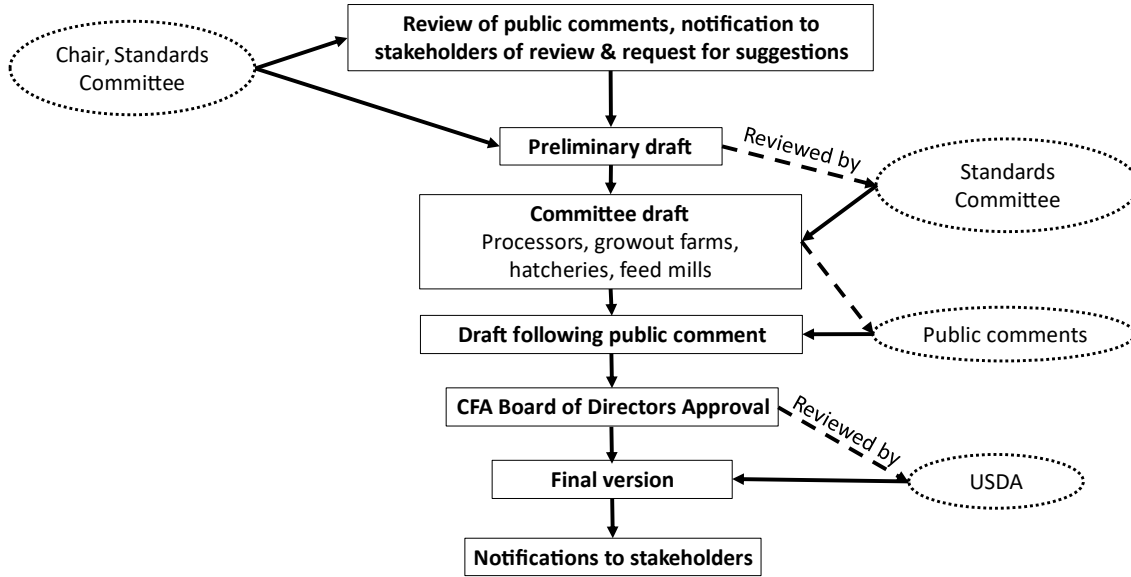 Review of public comments, notification to
stakeholders of review & request for suggestions
Chair, Standards
Committee
Preliminary draft
Reviewed by
Standards
Committee
Committee draft
Processors, growout farms,
hatcheries, feed mills
Draft following public comment
Public comments
CFA Board of Directors Approval
Reviewed by
Final version
USDA
Notifications to stakeholders